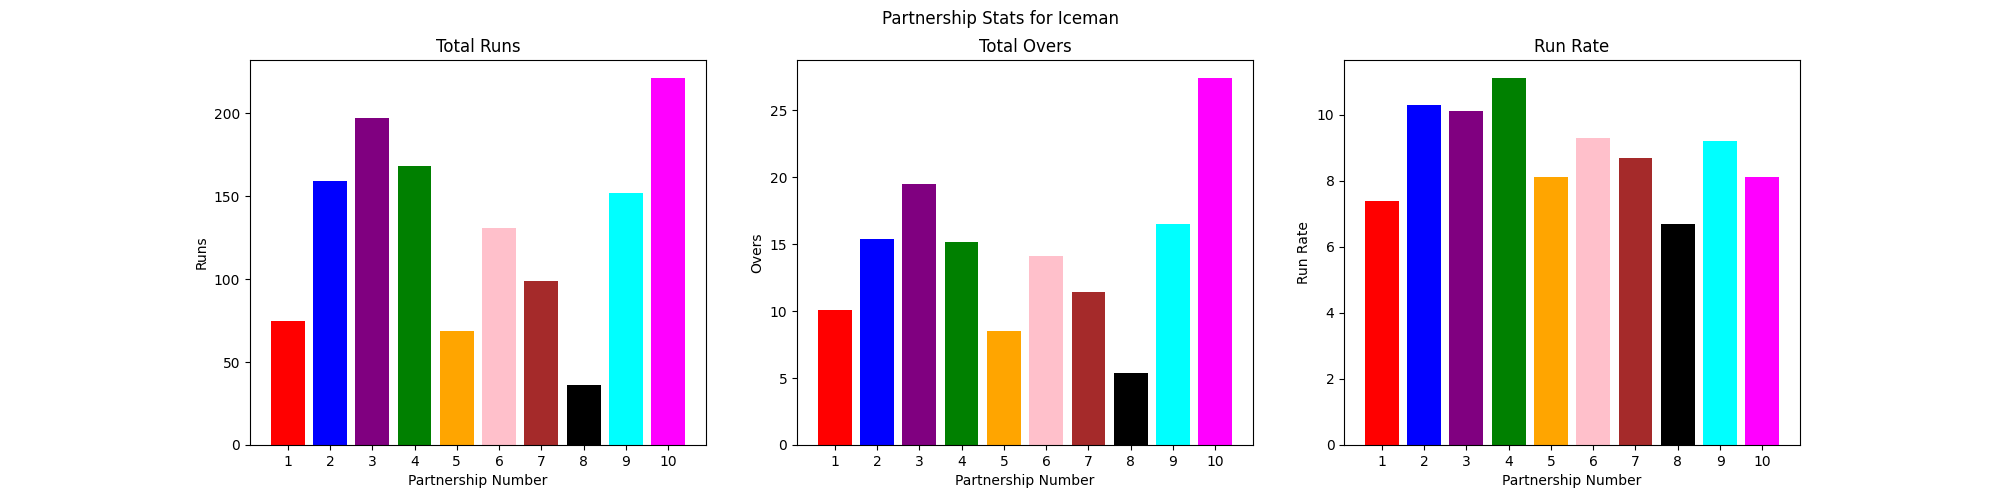 Partnership Stats for Iceman
Total Runs
Runs
200
150
100
50
0
1 2 3 4 5 6 7 8 9 10
Partnership Number
Total Overs
Overs
25
20
15
10
5
0
1 2 3 4 5 6 7 8 9 10
Partnership Number
Run Rate
Run Rate
10
8
6
4
2
0
1 2 3 4 5 6 7 8 9 10
Partnership Number